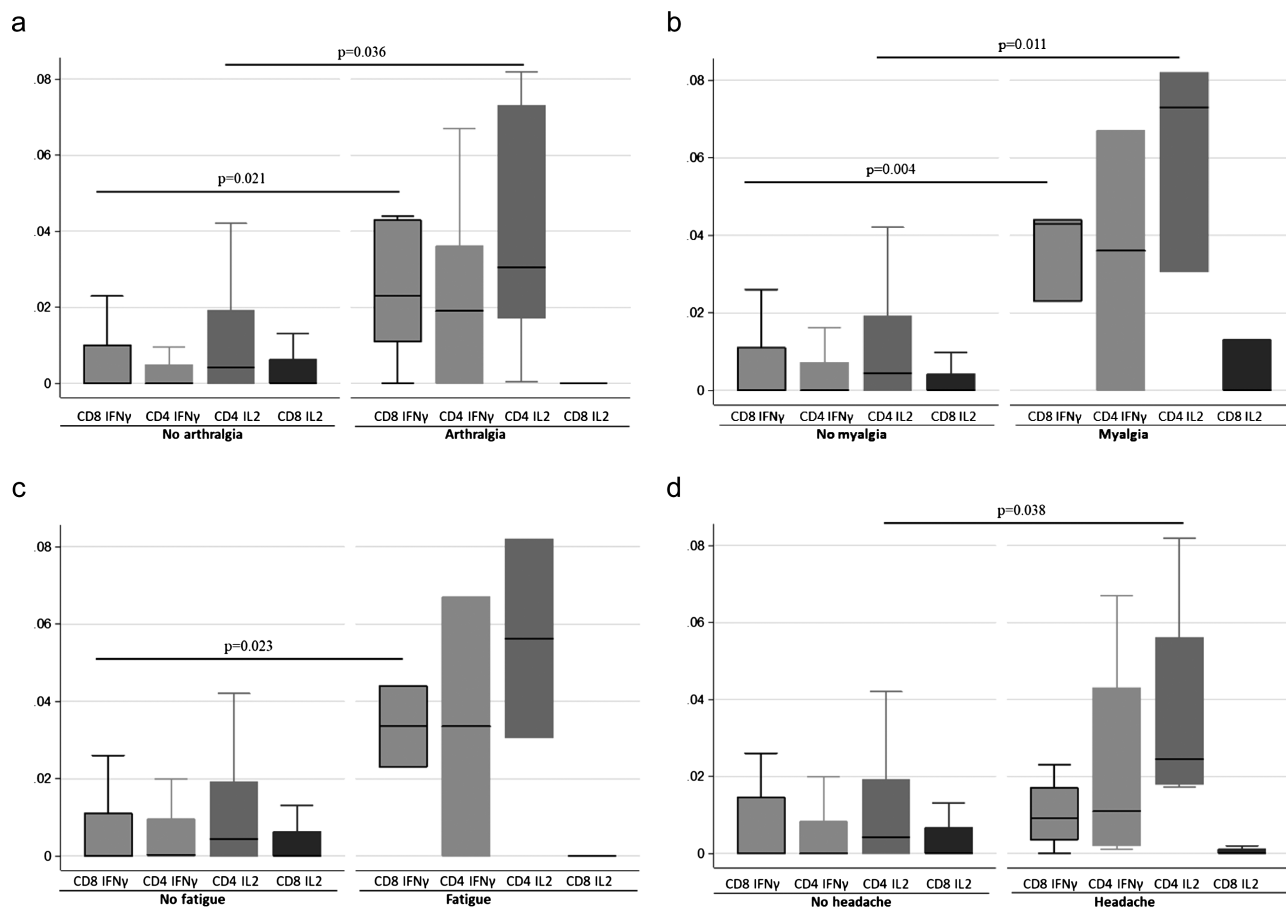 a
p=0.036
.08
.06
p=0.021
.04
.02
0
CD8 IFNγ CD4 IFNγ CD4 IL2 CD8 IL2 CD8 IFNγ CD4 IFNγ CD4 IL2 CD8 IL2
No arthralgia Arthralgia
b
p=0.011
.08
.06
p=0.004
.04
.02
0
CD8 IFNγ CD4 IFNγ CD4 IL2 CD8 IL2 CD8 IFNγ CD4 IFNγ CD4 IL2 CD8 IL2
No myalgia Myalgia
c
.08
.06
p=0.023
.04
.02
0
CD8 IFNγ CD4 IFNγ CD4 IL2 CD8 IL2 CD8 IFNγ CD4 IFNγ CD4 IL2 CD8 IL2
No fatigue Fatigue
d
p=0.038
.08
.06
.04
.02
0
CD8 IFNγ CD4 IFNγ CD4 IL2 CD8 IL2 CD8 IFNγ CD4 IFNγ CD4 IL2 CD8 IL2
No headache Headache